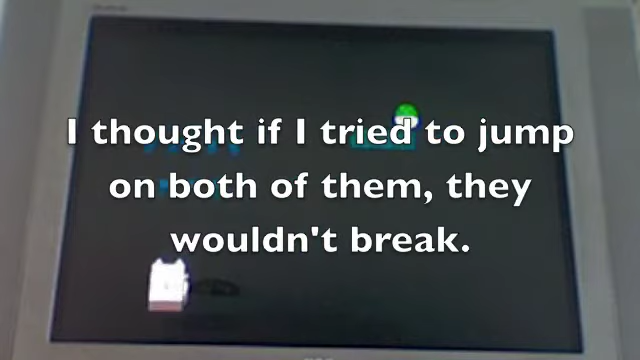 I thought if I tried to jump
on both of them, they
wouldn't break.